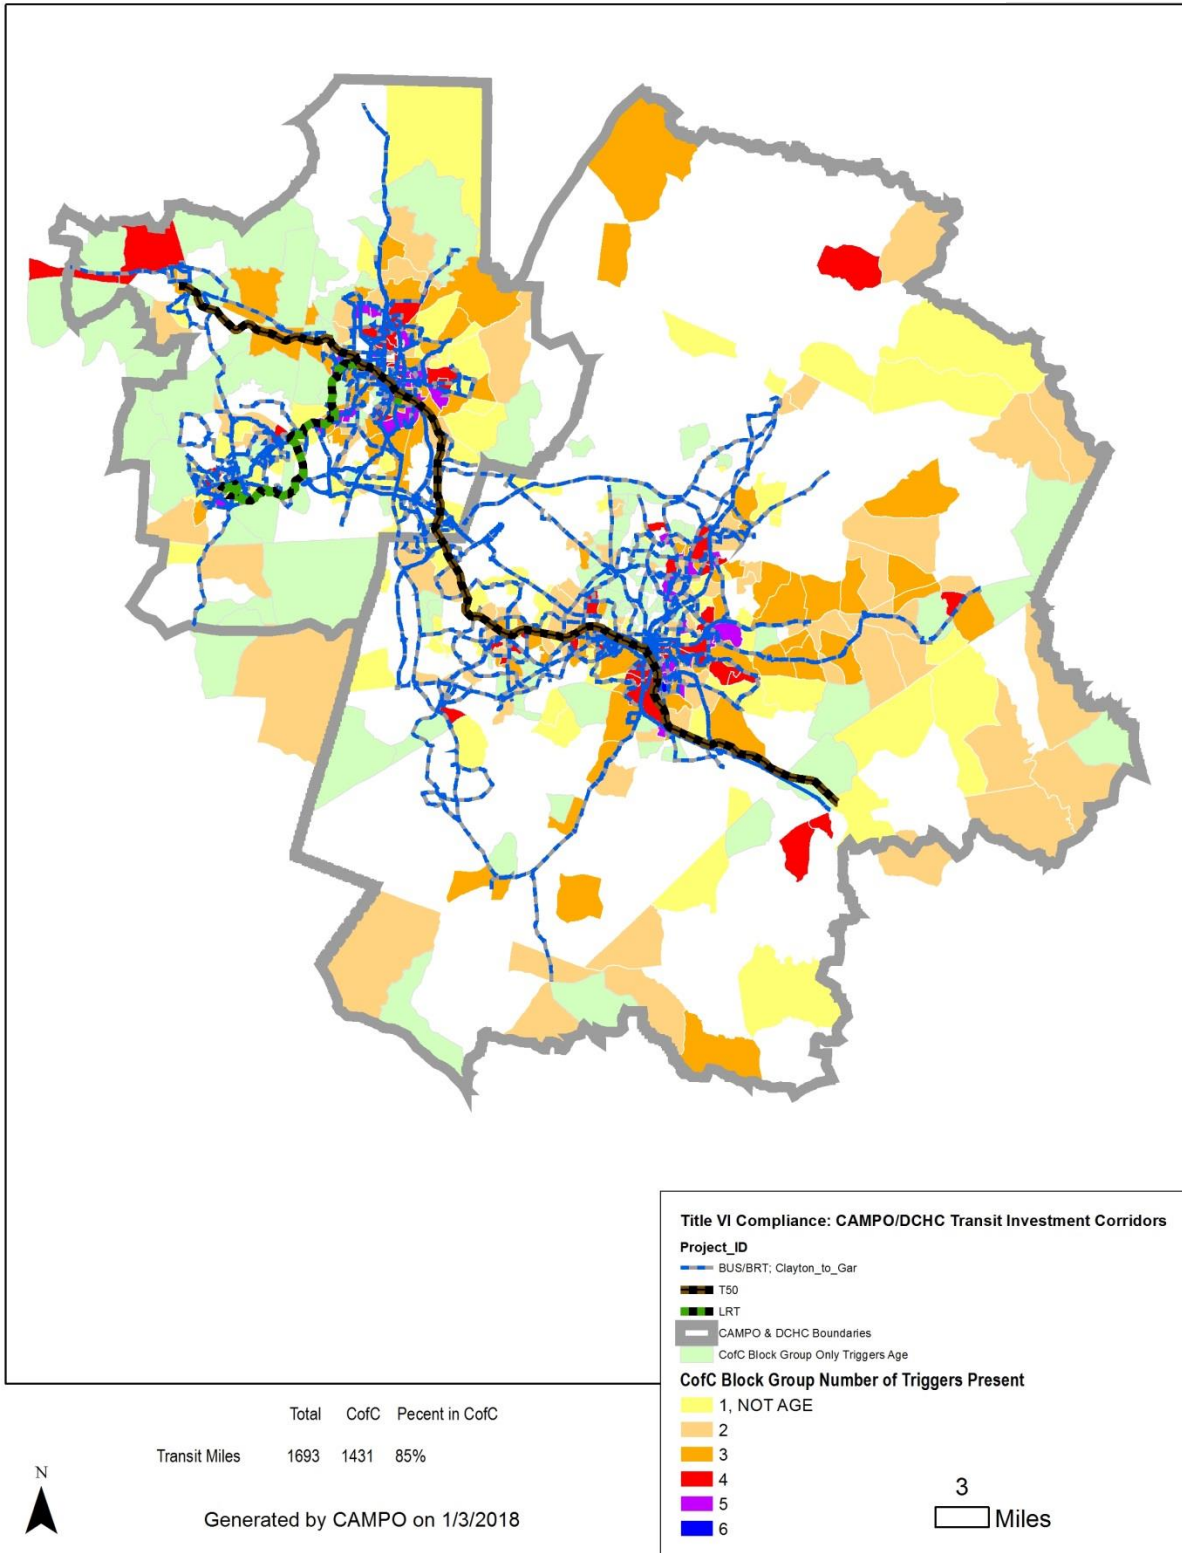 Title VI Compliance: CAMPO/DCHC Transit Investment Corridors
Project_ID
BUS/BRT; Clayton_to_Gar
T50
LRT
CAMPO & DCHC Boundaries
CofC Block Group Only Triggers Age
CofC Block Group Number of Triggers Present
1, NOT AGE
2
3
4
5
6
3
Miles
Total CofC Pecent in CofC
Transit Miles 1693 1431 85%
N
Generated by CAMPO on 1/3/2018